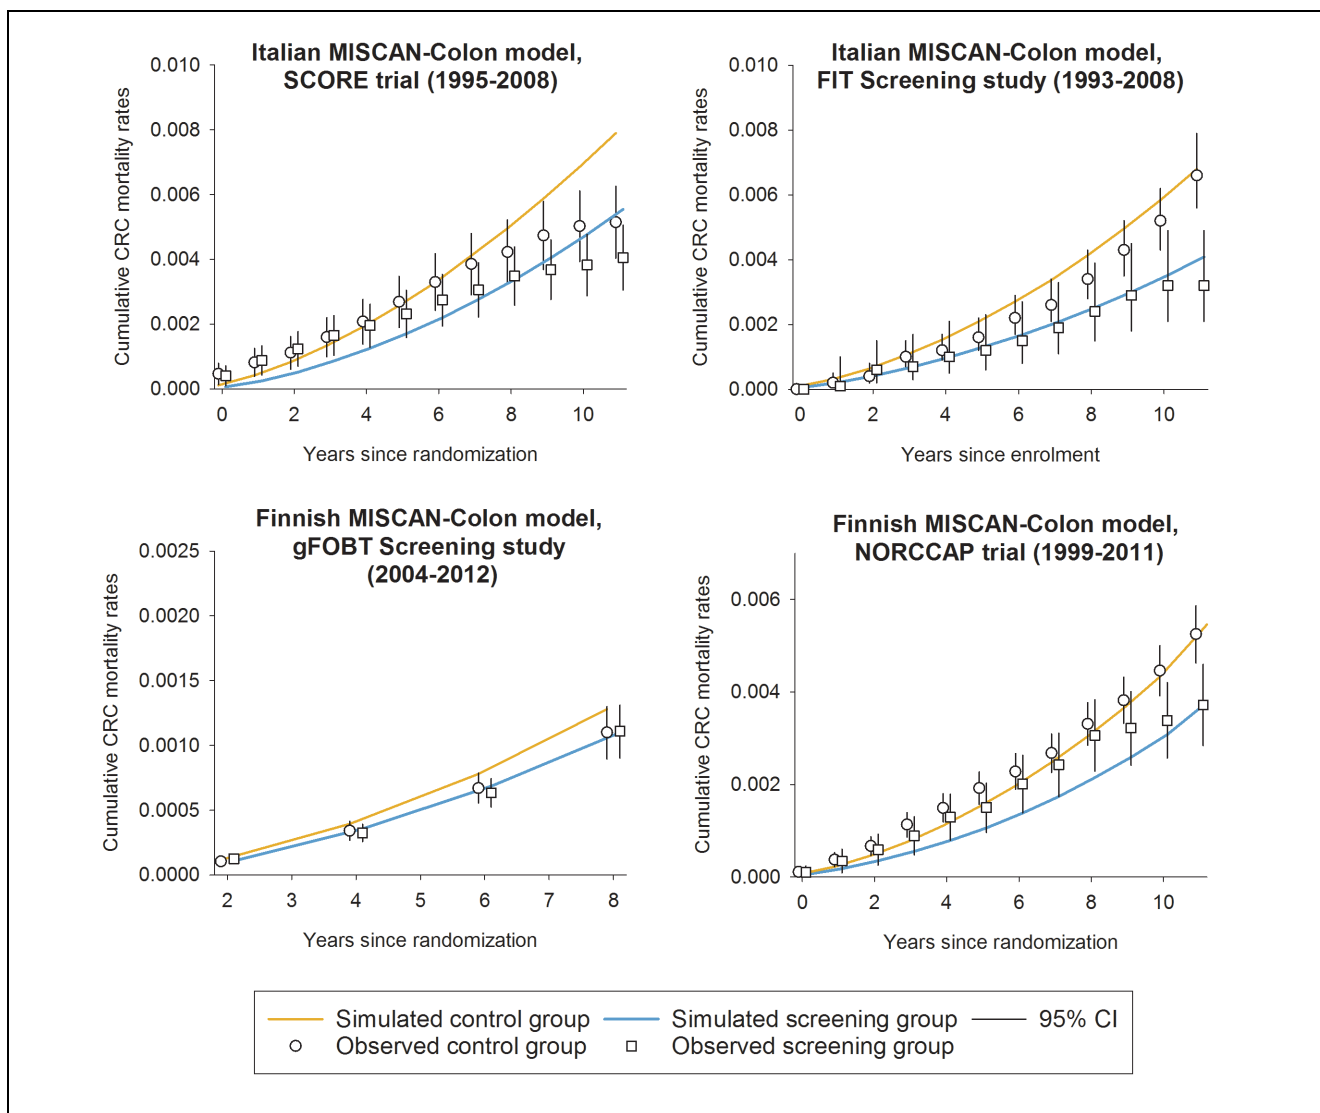 Italian MISCAN-Colon model,
SCORE trial (1995-2008)
Cumulative CRC mortality rates
0.010
0.008
0.006
0.004
0.002
0.000
0 2 4 6 8 10
Years since randomization
Italian MISCAN-Colon model,
FIT Screening study (1993-2008)
Cumulative CRC mortality rates
0.010
0.008
0.006
0.004
0.002
0.000
0 2 4 6 8 10
Years since enrolment
Finnish MISCAN-Colon model,
gFOBT Screening study
(2004-2012)
Cumulative CRC mortality rates
0.0025
0.0020
0.0015
0.0010
0.0005
0.0000
2 3 4 5 6 7 8
Years since randomization
Finnish MISCAN-Colon model,
NORCCAP trial (1999-2011)
Cumulative CRC mortality rates
0.006
0.004
0.002
0.000
0 2 4 6 8 10
Years since randomization
Simulated control group Simulated screening group 95% CI
Observed control group Observed screening group